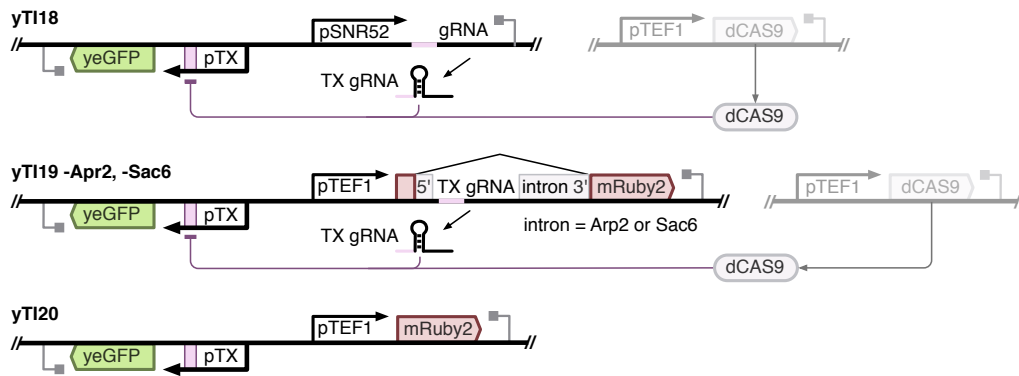 yTI18
pSNR52 gRNA pTEF1 dCAS9
yeGFP pTX
TX gRNA
dCAS9
yTI19 -Apr2, -Sac6
pTEF1 5' TX gRNA intron 3' mRuby2 pTEF1 dCAS9
yeGFP pTX
intron = Arp2 or Sac6
TX gRNA
dCAS9
yTI20
pTEF1 mRuby2
yeGFP pTX